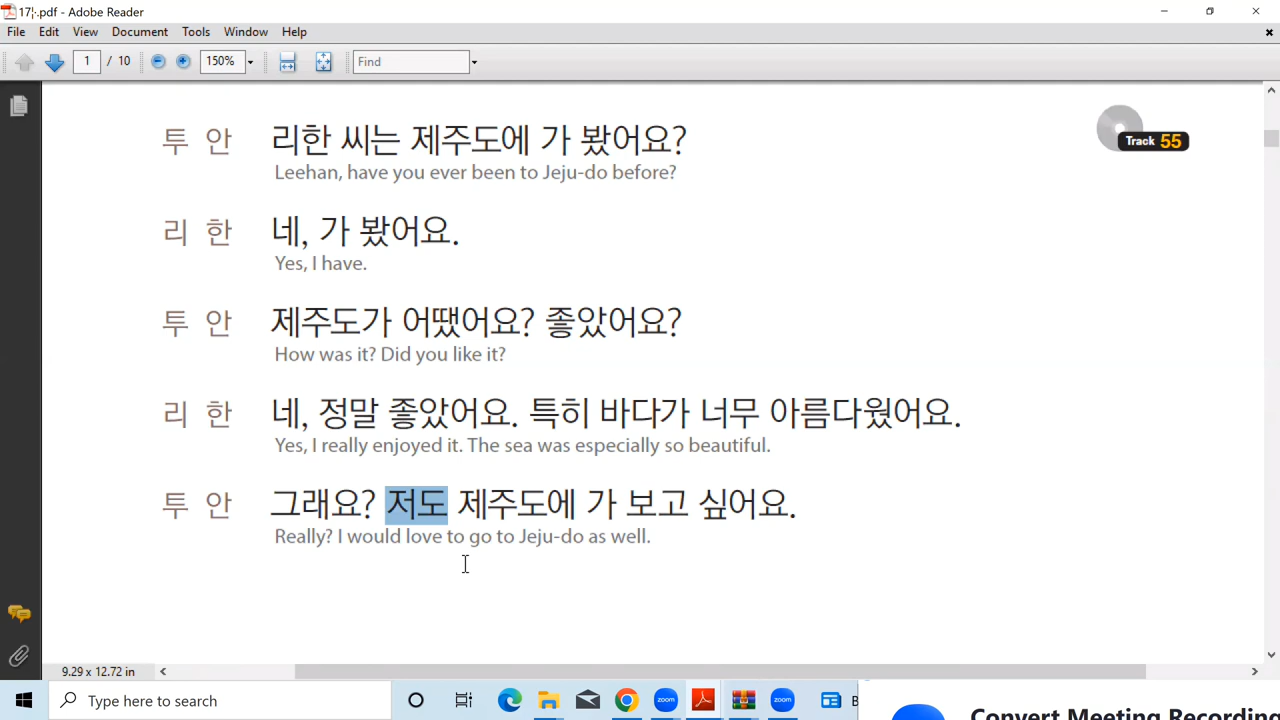 17¦·.pdf - Adobe Reader
File Edit View Document Tools Window Help
1 / 10 150% Find
Track 55
투 안 리한 씨는 제주도에 가 봤어요?
Leehan, have you ever been to Jeju-do before?
리 한 네, 가 봤어요.
Yes, I have.
투 안 제주도가 어땠어요? 좋았어요?
How was it? Did you like it?
리 한 네, 정말 좋았어요. 특히 바다가 너무 아름다웠어요.
Yes, I really enjoyed it. The sea was especially so beautiful.
투 안 그래요? 저도 제주도에 가 보고 싶어요.
Really? I would love to go to Jeju-do as well.
9.29 x 12.72 in
Type here to search
zoom zoom
Convert Meeting Recording